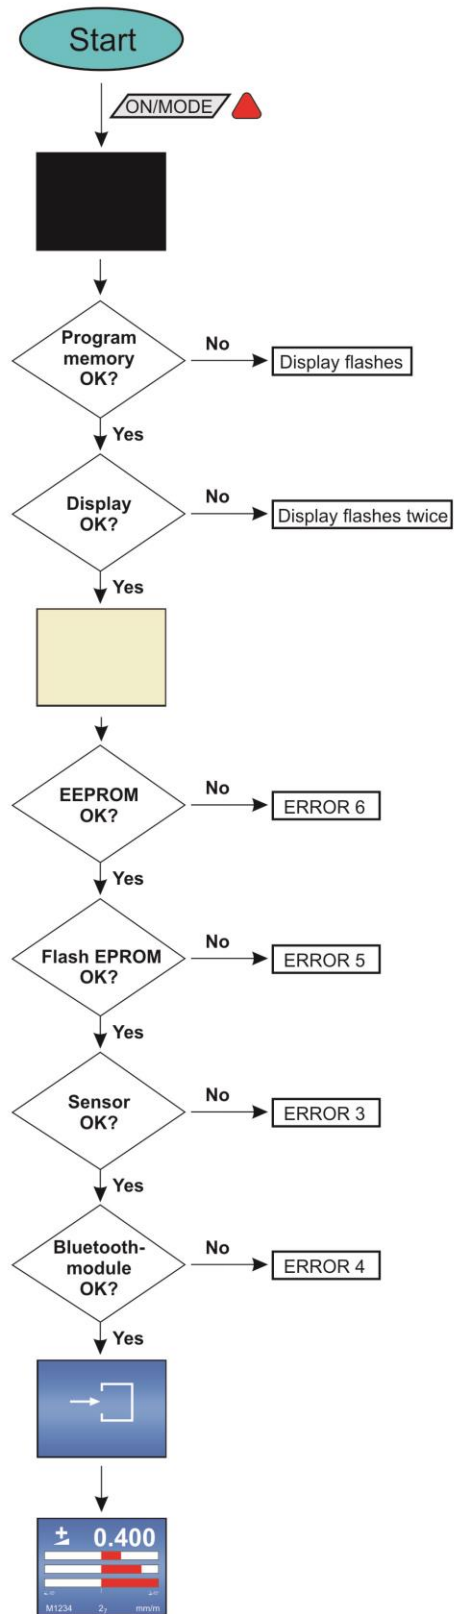 Start
ON/MODE
Program
memory
OK?
No
Display flashes
Yes
Display
OK?
No
Display flashes twice
Yes
EEPROM
OK?
No
ERROR 6
Yes
Flash EPROM
OK?
No
ERROR 5
Yes
Sensor
OK?
No
ERROR 3
Yes
Bluetooth-
module
OK?
No
ERROR 4
Yes
± 0.400
M1234 2₇ mm/m